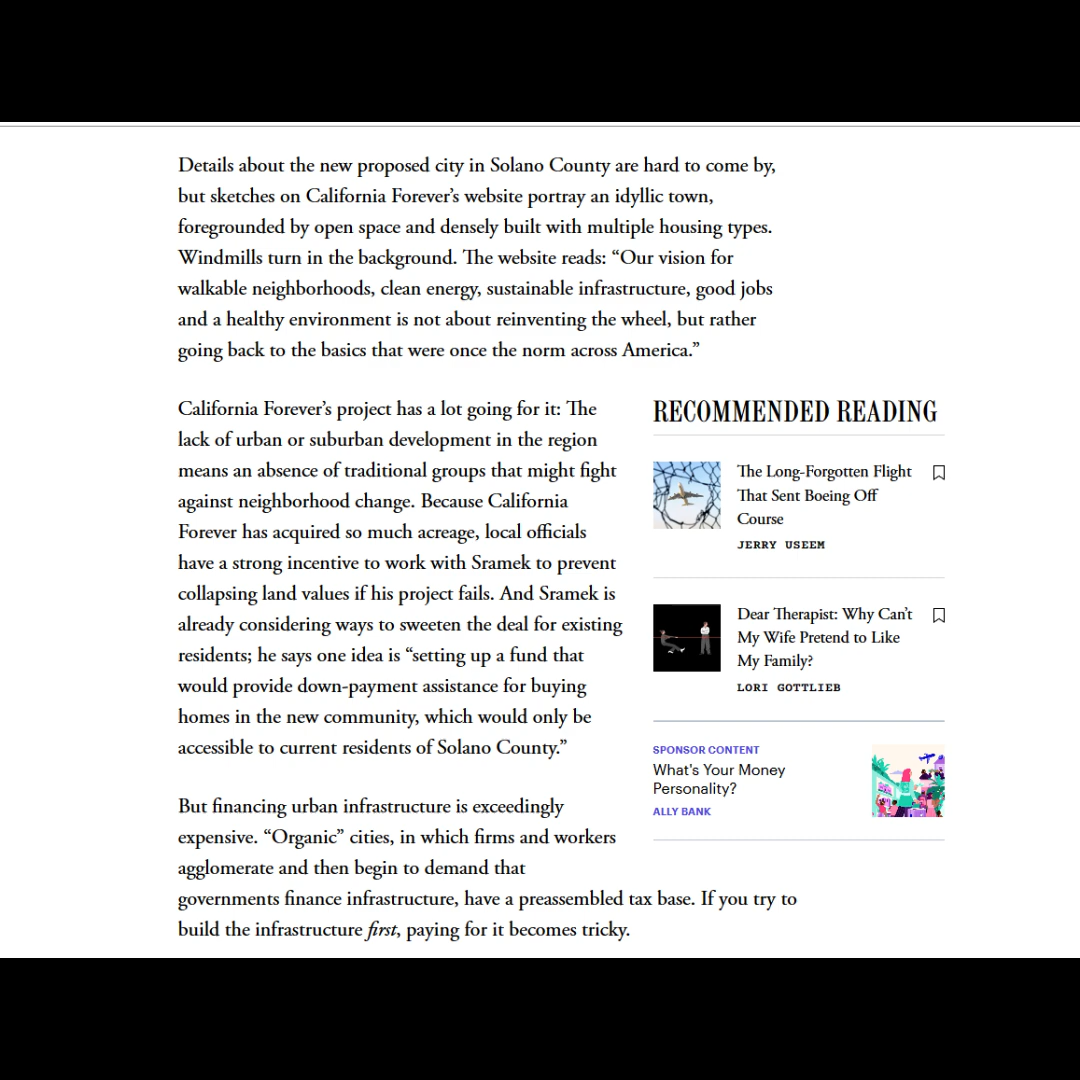 Details about the new proposed city in Solano County are hard to come by,
but sketches on California Forever’s website portray an idyllic town,
foregrounded by open space and densely built with multiple housing types.
Windmills turn in the background. The website reads: “Our vision for
walkable neighborhoods, clean energy, sustainable infrastructure, good jobs
and a healthy environment is not about reinventing the wheel, but rather
going back to the basics that were once the norm across America.”
California Forever’s project has a lot going for it: The
lack of urban or suburban development in the region
means an absence of traditional groups that might fight
against neighborhood change. Because California
Forever has acquired so much acreage, local officials
have a strong incentive to work with Sramek to prevent
collapsing land values if his project fails. And Sramek is
already considering ways to sweeten the deal for existing
residents; he says one idea is “setting up a fund that
would provide down-payment assistance for buying
homes in the new community, which would only be
accessible to current residents of Solano County.”
But financing urban infrastructure is exceedingly
expensive. “Organic” cities, in which firms and workers
agglomerate and then begin to demand that
governments finance infrastructure, have a preassembled tax base. If you try to
build the infrastructure first, paying for it becomes tricky.
RECOMMENDED READING
The Long-Forgotten Flight
That Sent Boeing Off
Course
JERRY USEEM
Dear Therapist: Why Can’t
My Wife Pretend to Like
My Family?
LORI GOTTLIEB
SPONSOR CONTENT
What's Your Money
Personality?
ALLY BANK